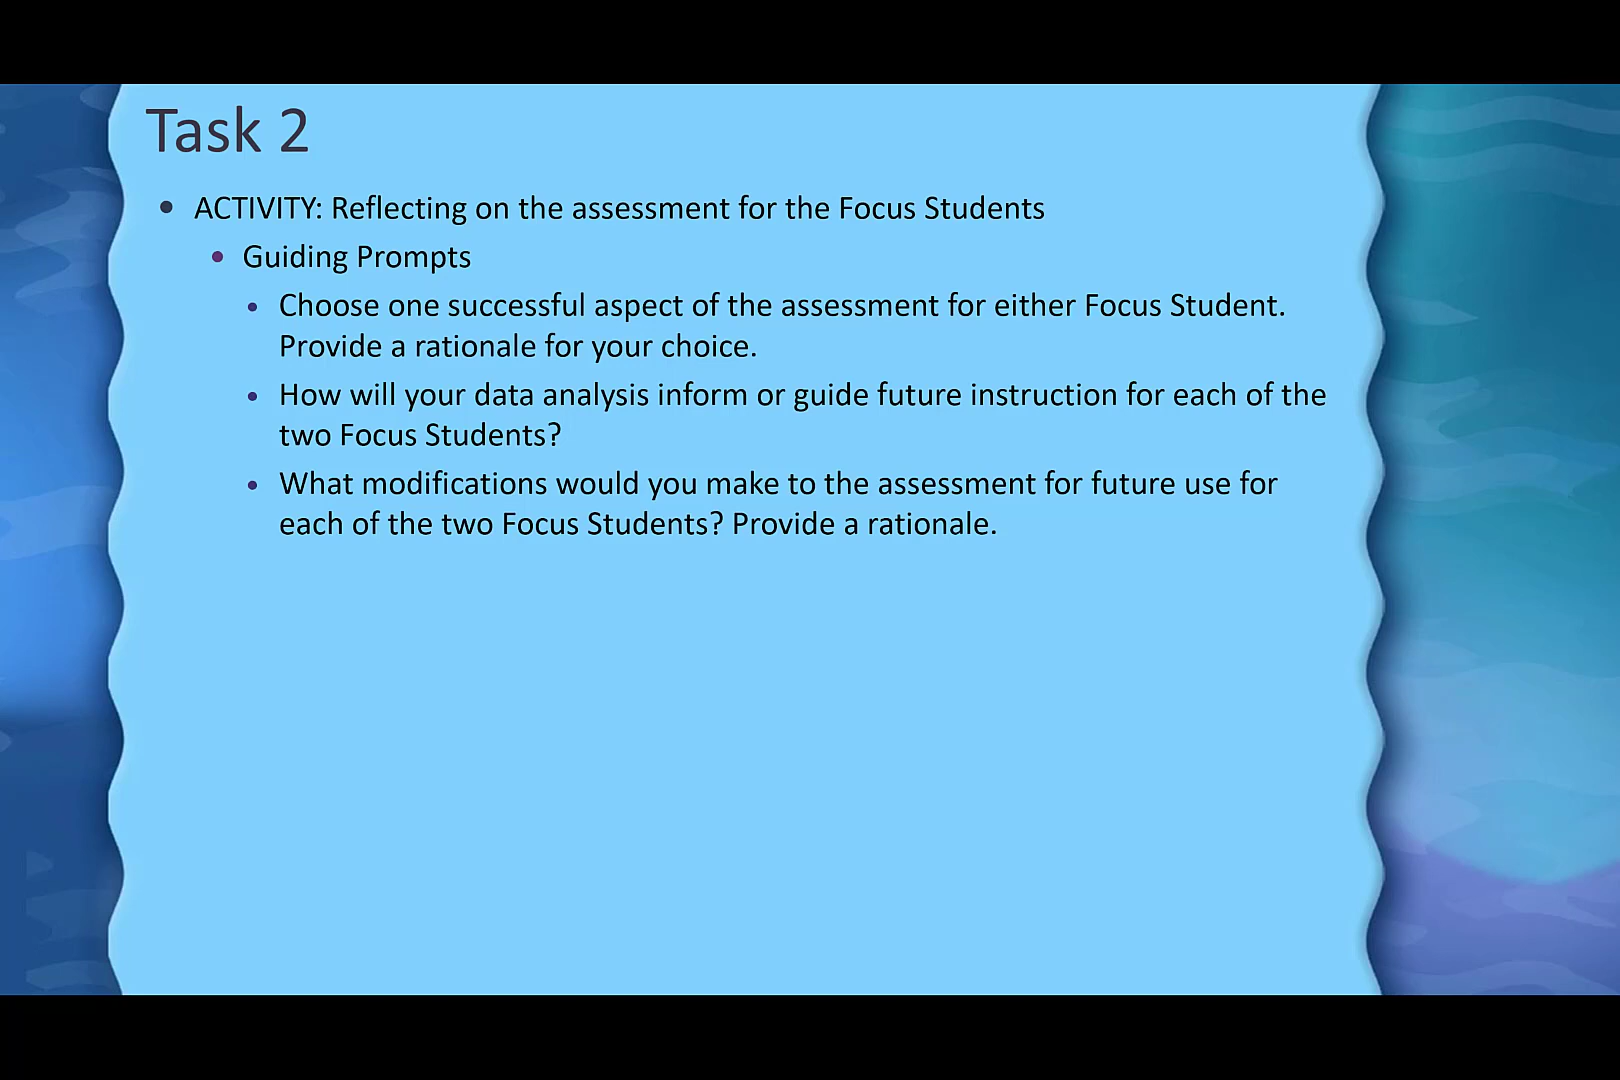 Task 2
• ACTIVITY: Reflecting on the assessment for the Focus Students
• Guiding Prompts
• Choose one successful aspect of the assessment for either Focus Student.
Provide a rationale for your choice.
• How will your data analysis inform or guide future instruction for each of the
two Focus Students?
• What modifications would you make to the assessment for future use for
each of the two Focus Students? Provide a rationale.